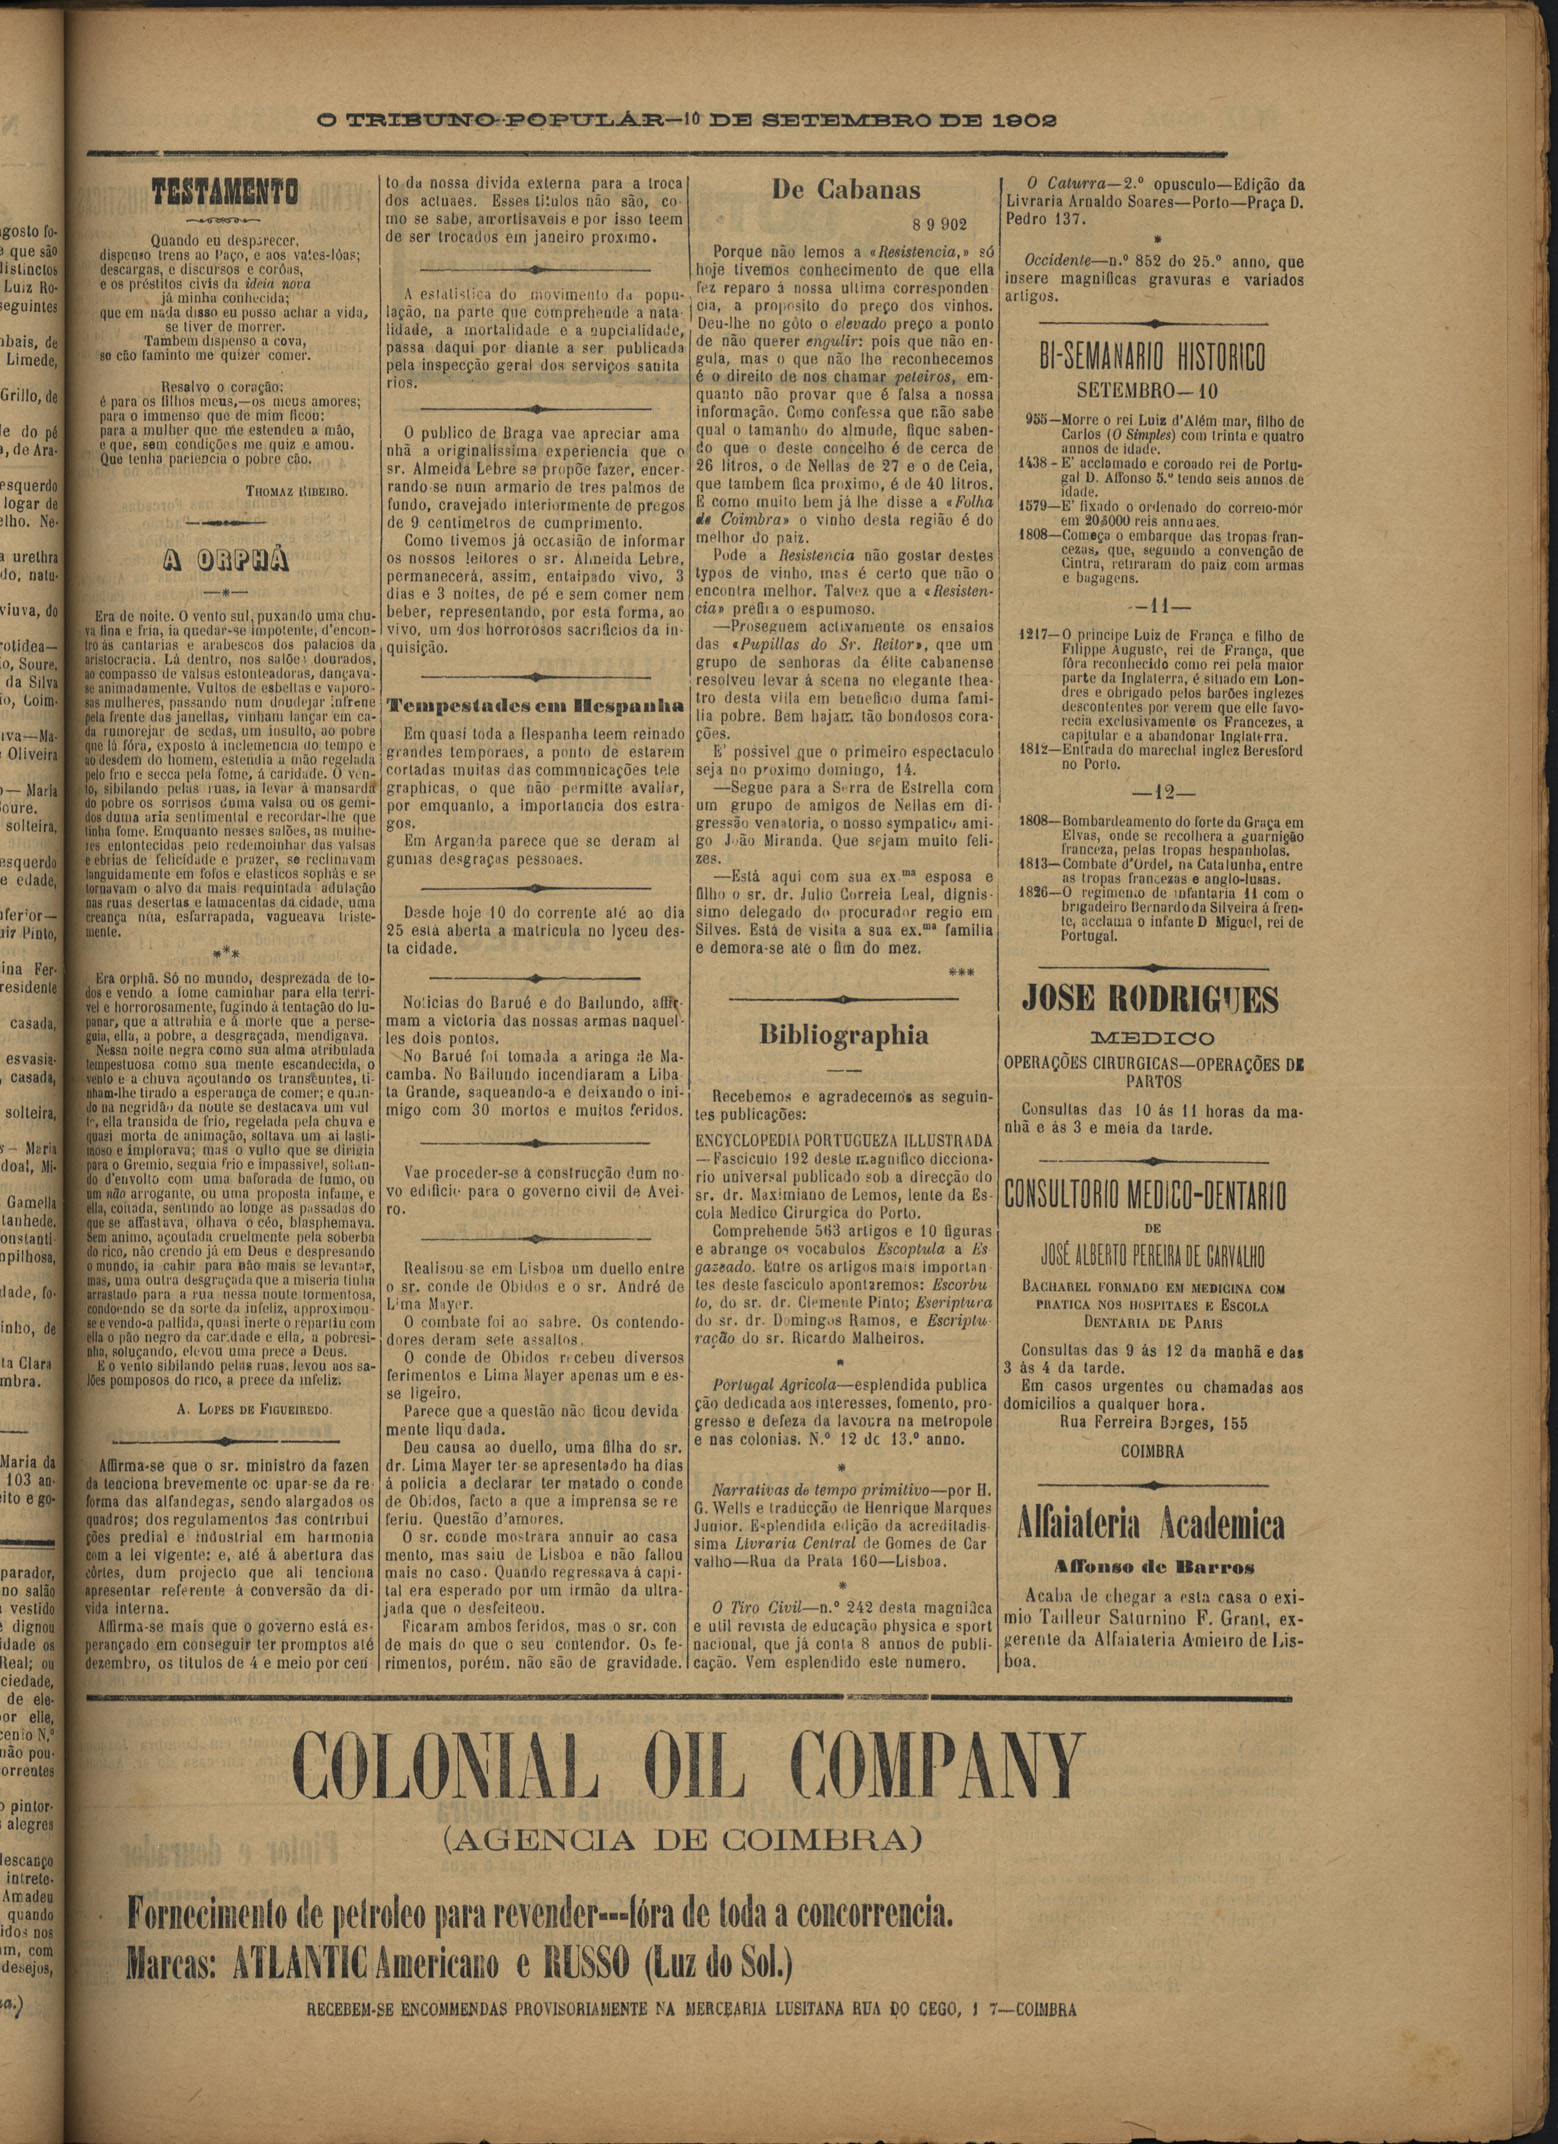 O TRIBUNO POPULÁR—10 DE SETEMBRO DE 1902
TESTAMENTO
Quando eu desparecer,
dispenso trens ao Paço, e aos vates-lôas;
descargas, e discursos e corôas,
e os préstitos civis da ideia nova
já minha conhecida;
que em nada disso eu posso achar a vida,
se tiver de morrer.
Tambem dispenso a cova,
se cão faminto me quizer comer.
Resalvo o coração:
é para os filhos meus,—os meus amores;
para o immenso que de mim ficou:
para a mulher que me estendeu a mão,
e que, sem condições me quiz e amou.
Que tenha paciencia o pobre cão.
THOMAZ RIBEIRO.
A ORPHÃ
Era de noite. O vento sul, puxando uma chu-
va fina e fria, ia quedar-se impotente, d'encon-
tro ás cantarias e arabescos dos palacios da
aristocracia. Lá dentro, nos salões dourados,
ao compasso de valsas estonteadoras, dançava-
se animadamente. Vultos de esbeltas e vaporo-
sas mulheres, passando num doudejar infrene
pela frente das janellas, vinham lançar em ca-
da rumorejar de sedas, um insulto, ao pobre
que lá fóra, exposto á inclemencia do tempo e
ao desdem do homem, estendia a mão regelada
pelo frio e secca pela fome, á caridade. O ven-
to, sibilando pelas ruas, ia levar á mansarda
do pobre os sorrisos duma valsa ou os gemi-
dos duma aria sentimental e recordar-lhe que
tinha fome. Emquanto nesses salões, as mulhe-
res entontecidas pelo redemoinhar das valsas
e ebrias de felicidade e prazer, se reclinavam
languidamente em fofos e elasticos sophás e se
tornavam o alvo da mais requintada adulação
nas ruas desertas e lamacentas da cidade, uma
creança núa, esfarrapada, vagueava triste-
mente.
***
Era orphã. Só no mundo, desprezada de to-
dos e vendo a fome caminhar para ella terri-
vel e horrorosamente, fugindo á tentação do lu-
panar, que a attrahia e á morte que a perse-
guia, ella, a pobre, a desgraçada, mendigava.
Nessa noite negra como sua alma atribulada
tempestuosa como sua mente escandecida, o
vento e a chuva açoutando os transeuntes, ti-
nham-lhe tirado a esperança de comer; e quan-
do na negridão da noute se destacava um vul
to, ella transida de frio, regelada pela chuva e
quasi morta de animação, soltava um ai lasti-
moso e implorava; mas o vulto que se dirigia
para o Gremio, seguia frio e impassivel, soltan-
do d'envolto com uma baforada de fumo, ou
um não arrogante, ou uma proposta infame, e
ella, coitada, sentindo ao longe as passadas do
que se affastava, olhava o céo, blasphemava.
Sem animo, açoutada cruelmente pela soberba
do rico, não crendo já em Deus e despresando
o mundo, ia cahir para não mais se levantar,
mas, uma outra desgraçada que a miseria tinha
arrastado para a rua nessa noute tormentosa,
condoendo se da sorte da infeliz, approximou-
se e vendo-a pallida, quasi inerte o repartiu com
ella o pão negro da caridade e ella, a pobresi-
nha, soluçando, elevou uma prece a Deus.
E o vento sibilando pelas ruas, levou aos sa-
lões pomposos do rico, a prece da infeliz.
A. LOPES DE FIGUEIREDO.
Affirma-se que o sr. ministro da fazen
da tenciona brevemente oc upar-se da re-
forma das alfandegas, sendo alargados os
quadros; dos regulamentos das contribui
ções predial e industrial em harmonia
com a lei vigente; e, até á abertura das
côrtes, dum projecto que ali tenciona
apresentar referente á conversão da di-
vida interna.
Affirma-se mais que o governo está es-
perançado em conseguir ter promptos até
dezembro, os titulos de 4 e meio por cen
to da nossa divida externa para a troca
dos actuaes. Esses titulos não são, co-
mo se sabe, amortisaveis e por isso teem
de ser trocados em janeiro proximo.
A estatistica do movimento da popu-
lação, na parte que comprehende a nata-
lidade, a mortalidade e a nupcialidade,
passa daqui por diante a ser publicada
pela inspecção geral dos serviços sanita
rios.
O publico de Braga vae apreciar ama
nhã a originalissima experiencia que o
sr. Almeida Lebre se propõe fazer, encer-
rando-se num armario de tres palmos de
fundo, cravejado interiormente de pregos
de 9 centimetros de cumprimento.
Como tivemos já occasião de informar
os nossos leitores o sr. Almeida Lebre,
permanecerá, assim, entaipado vivo, 3
dias e 3 noites, de pé e sem comer nem
beber, representando, por esta forma, ao
vivo, um dos horrorosos sacrificios da in-
quisição.
Tempestades em Hespanha
Em quasi toda a Hespanha teem reinado
grandes temporaes, a ponto de estarem
cortadas muitas das communicações tele
graphicas, o que não permitte avaliar,
por emquanto, a importancia dos estra-
gos.
Em Arganda parece que se deram al
gumas desgraças pessoaes.
Desde hoje 10 do corrente até ao dia
25 está aberta a matricula no lyceu des-
ta cidade.
Noticias do Barué e do Bailundo, affir-
mam a victoria das nossas armas naquel-
les dois pontos.
No Barué foi tomada a aringa de Ma-
camba. No Bailundo incendiaram a Liba
ta Grande, saqueando-a e deixando o ini-
migo com 30 mortos e muitos feridos.
Vae proceder-se á construcção dum no-
vo edificio para o governo civil de Avei-
ro.
Realisou-se em Lisboa um duello entre
o sr. conde de Obidos e o sr. André de
Lima Mayer.
O combate foi ao sabre. Os contendo-
dores deram sete assaltos.
O conde de Obidos recebeu diversos
ferimentos e Lima Mayer apenas um e es-
se ligeiro.
Parece que a questão não ficou devida
mente liqu dada.
Deu causa ao duello, uma filha do sr.
dr. Lima Mayer ter se apresentado ha dias
á policia a declarar ter matado o conde
de Obidos, facto a que a imprensa se re
feriu. Questão d'amores.
O sr. conde mostrara annuir ao casa
mento, mas saiu de Lisboa e não fallou
mais no caso. Quando regressava á capi-
tal era esperado por um irmão da ultra-
jada que o desfeiteou.
Ficaram ambos feridos, mas o sr. con
de mais do que o seu contendor. Os fe-
rimentos, porém, não são de gravidade.
De Cabanas
8 9 902
Porque não lemos a «Resistencia,» só
hoje tivemos conhecimento de que ella
fez reparo á nossa ultima corresponden
cia, a proposito do preço dos vinhos.
Deu-lhe no gôto o elevado preço a ponto
de não querer engulir: pois que não en-
gula, mas o que não lhe reconhecemos
é o direito de nos chamar peteiros, em-
quanto não provar que é falsa a nossa
informação. Como confessa que não sabe
qual o tamanho do almude, fique saben-
do que o deste concelho é de cerca de
26 litros, o de Nellas de 27 e o de Ceia,
que tambem fica proximo, é de 40 litros.
E como muito bem já lhe disse a «Folha
de Coimbra» o vinho desta região é do
melhor do paiz.
Pode a Resistencia não gostar destes
typos de vinho, mas é certo que não o
encontra melhor. Talvez que a «Resisten-
cia» prefira o espumoso.
—Proseguem activamente os ensaios
das «Pupillas do Sr. Reitor», que um
grupo de senhoras da élite cabanense
resolveu levar á scena no elegante thea-
tro desta villa em beneficio duma fami-
lia pobre. Bem hajam tão bondosos cora-
ções.
E' possivel que o primeiro espectaculo
seja no proximo domingo, 14.
—Segue para a Serra de Estrella com
um grupo de amigos de Nellas em di-
gressão venatoria, o nosso sympatico ami-
go João Miranda. Que sejam muito feli-
zes.
—Está aqui com sua ex.ma esposa e
filho o sr. dr. Julio Correia Leal, dignis-
simo delegado do procurador regio em
Silves. Está de visita a sua ex.ma familia
e demora-se até o fim do mez.
***
Bibliographia
Recebemos e agradecemos as seguin-
tes publicações:
ENCYCLOPEDIA PORTUGUEZA ILLUSTRADA
—Fasciculo 192 deste magnifico dicciona-
rio universal publicado sob a direcção do
sr. dr. Maximiano de Lemos, lente da Es-
cola Medico Cirurgica do Porto.
Comprehende 563 artigos e 10 figuras
e abrange os vocabulos Escoptula a Es-
gazeado. Entre os artigos mais importan-
tes deste fasciculo apontaremos: Escorbu
to, do sr. dr. Clemente Pinto; Escriptura
do sr. dr. Domingos Ramos, e Escriptu-
ração do sr. Ricardo Malheiros.
*
Portugal Agricola—esplendida publica
ção dedicada aos interesses, fomento, pro-
gresso e defeza da lavoura na metropole
e nas colonias. N.º 12 do 13.º anno.
*
Narrativas do tempo primitivo—por H.
G. Wells e traducção de Henrique Marques
Junior. Esplendida edição da acreditadis-
sima Livraria Central de Gomes de Car
valho—Rua da Prata 160—Lisboa.
*
O Tiro Civil—n.º 242 desta magnifica
e util revista de educação physica e sport
nacional, que já conta 8 annos de publi-
cação. Vem esplendido este numero.
O Caturra—2.º opusculo—Edição da
Livraria Arnaldo Soares—Porto—Praça D.
Pedro 137.
*
Occidente—n.º 852 do 25.º anno, que
insere magnificas gravuras e variados
artigos.
BI-SEMANARIO HISTORICO
SETEMBRO—10
955—Morre o rei Luiz d'Além mar, filho de
Carlos (O Simples) com trinta e quatro
annos de idade.
1438 - E' acclamado e coroado rei de Portu-
gal D. Affonso 5.º tendo seis annos de
idade.
1579—E' fixado o ordenado do correio-mór
em 20$000 reis annuaes.
1808—Começa o embarque das tropas fran-
cezas, que, segundo a convenção de
Cintra, retiraram do paiz com armas
e bagagens.
—11—
1217—O principe Luiz de França e filho de
Filippe Augusto, rei de França, que
fôra reconhecido como rei pela maior
parte da Inglaterra, é sitiado em Lon-
dres e obrigado pelos barões inglezes
descontentes por verem que elle favo-
recia exclusivamente os Francezes, a
capitular e a abandonar Inglaterra.
1812—Entrada do marechal inglez Beresford
no Porto.
—12—
1808—Bombardeamento do forte da Graça em
Elvas, onde se recolhera a guarnição
franceza, pelas tropas hespanholas.
1813—Combate d'Ordel, na Catalunha, entre
as tropas francezas e anglo-lusas.
1826—O regimento de infantaria 11 com o
brigadeiro Bernardo da Silveira á fren-
te, acclama o infante D Miguel, rei de
Portugal.
JOSE RODRIGUES
MEDICO
OPERAÇÕES CIRURGICAS—OPERAÇÕES DE
PARTOS
Consultas das 10 ás 11 horas da ma-
nhã e ás 3 e meia da tarde.
CONSULTORIO MEDICO-DENTARIO
DE
JOSÉ ALBERTO PEREIRA DE CARVALHO
BACHAREL FORMADO EM MEDICINA COM
PRATICA NOS HOSPITAES E ESCOLA
DENTARIA DE PARIS
Consultas das 9 ás 12 da manhã e das
3 ás 4 da tarde.
Em casos urgentes ou chamadas aos
domicilios a qualquer hora.
Rua Ferreira Borges, 155
COIMBRA
Alfaiateria Academica
Affonso de Barros
Acaba de chegar a esta casa o exi-
mio Tailleur Saturnino F. Grant, ex-
gerente da Alfaiateria Amieiro de Lis-
boa.
COLONIAL OIL COMPANY
(AGENCIA DE COIMBRA)
Fornecimento de petroleo para revender---fóra de toda a concorrencia.
Marcas: ATLANTIC Americano e RUSSO (Luz do Sol.)
RECEBEM-SE ENCOMMENDAS PROVISORIAMENTE NA MERCEARIA LUSITANA RUA DO CEGO, 1 7—COIMBRA